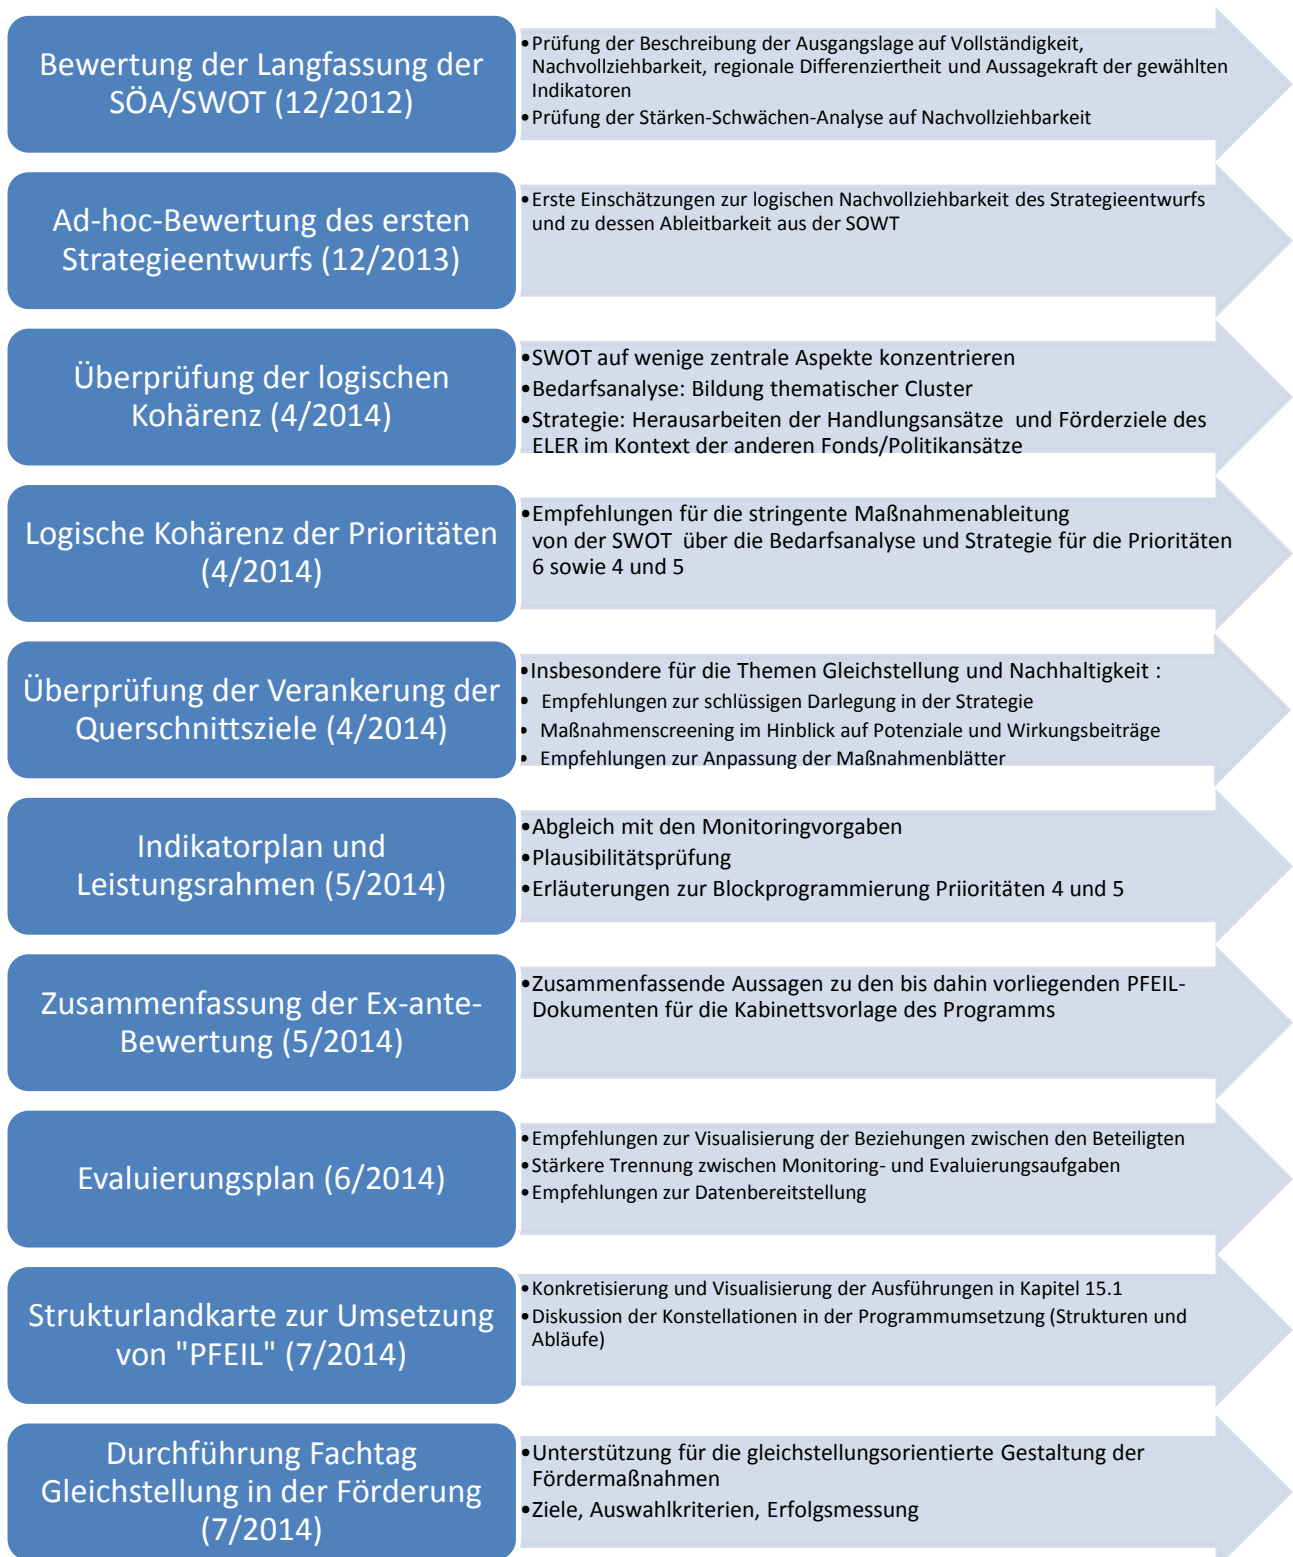 Bewertung der Langfassung der
SÖA/SWOT (12/2012)
•Prüfung der Beschreibung der Ausgangslage auf Vollständigkeit,
Nachvollziehbarkeit, regionale Differenziertheit und Aussagekraft der gewählten
Indikatoren
•Prüfung der Stärken-Schwächen-Analyse auf Nachvollziehbarkeit
Ad-hoc-Bewertung des ersten
Strategieentwurfs (12/2013)
•Erste Einschätzungen zur logischen Nachvollziehbarkeit des Strategieentwurfs
und zu dessen Ableitbarkeit aus der SOWT
Überprüfung der logischen
Kohärenz (4/2014)
•SWOT auf wenige zentrale Aspekte konzentrieren
•Bedarfsanalyse: Bildung thematischer Cluster
•Strategie: Herausarbeiten der Handlungsansätze und Förderziele des
ELER im Kontext der anderen Fonds/Politikansätze
Logische Kohärenz der Prioritäten
(4/2014)
•Empfehlungen für die stringente Maßnahmenableitung
von der SWOT über die Bedarfsanalyse und Strategie für die Prioritäten
6 sowie 4 und 5
Überprüfung der Verankerung der
Querschnittsziele (4/2014)
•Insbesondere für die Themen Gleichstellung und Nachhaltigkeit :
• Empfehlungen zur schlüssigen Darlegung in der Strategie
• Maßnahmenscreening im Hinblick auf Potenziale und Wirkungsbeiträge
• Empfehlungen zur Anpassung der Maßnahmenblätter
Indikatorplan und
Leistungsrahmen (5/2014)
•Abgleich mit den Monitoringvorgaben
•Plausibilitätsprüfung
•Erläuterungen zur Blockprogrammierung Priioritäten 4 und 5
Zusammenfassung der Ex-ante-
Bewertung (5/2014)
•Zusammenfassende Aussagen zu den bis dahin vorliegenden PFEIL-
Dokumenten für die Kabinettsvorlage des Programms
Evaluierungsplan (6/2014)
•Empfehlungen zur Visualisierung der Beziehungen zwischen den Beteiligten
•Stärkere Trennung zwischen Monitoring- und Evaluierungsaufgaben
•Empfehlungen zur Datenbereitstellung
Strukturlandkarte zur Umsetzung
von "PFEIL" (7/2014)
•Konkretisierung und Visualisierung der Ausführungen in Kapitel 15.1
•Diskussion der Konstellationen in der Programmumsetzung (Strukturen und
Abläufe)
Durchführung Fachtag
Gleichstellung in der Förderung
(7/2014)
•Unterstützung für die gleichstellungsorientierte Gestaltung der
Fördermaßnahmen
•Ziele, Auswahlkriterien, Erfolgsmessung